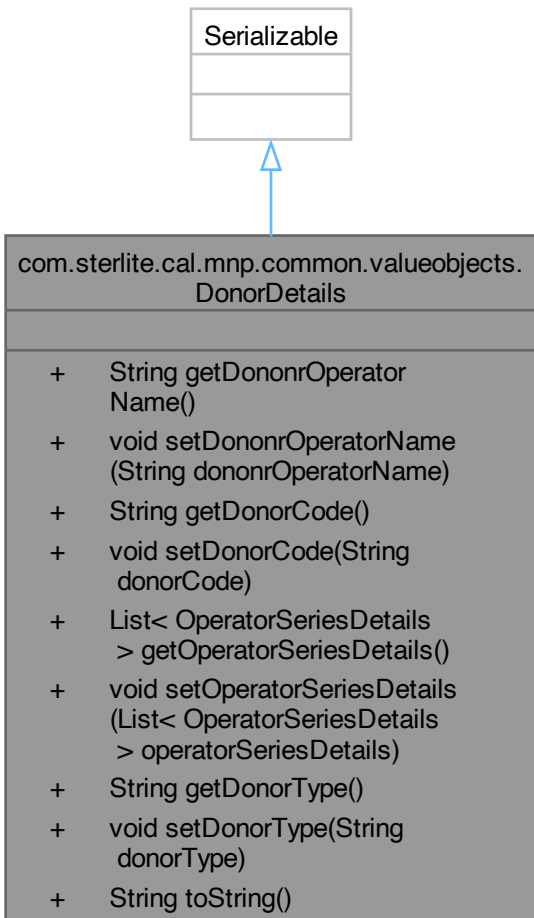 Serializable
com.sterlite.cal.mnp.common.valueobjects.
DonorDetails
+ String getDononrOperator
Name()
+ void setDononrOperatorName
(String dononrOperatorName)
+ String getDonorCode()
+ void setDonorCode(String
donorCode)
+ List< OperatorSeriesDetails
> getOperatorSeriesDetails()
+ void setOperatorSeriesDetails
(List< OperatorSeriesDetails
> operatorSeriesDetails)
+ String getDonorType()
+ void setDonorType(String
donorType)
+ String toString()